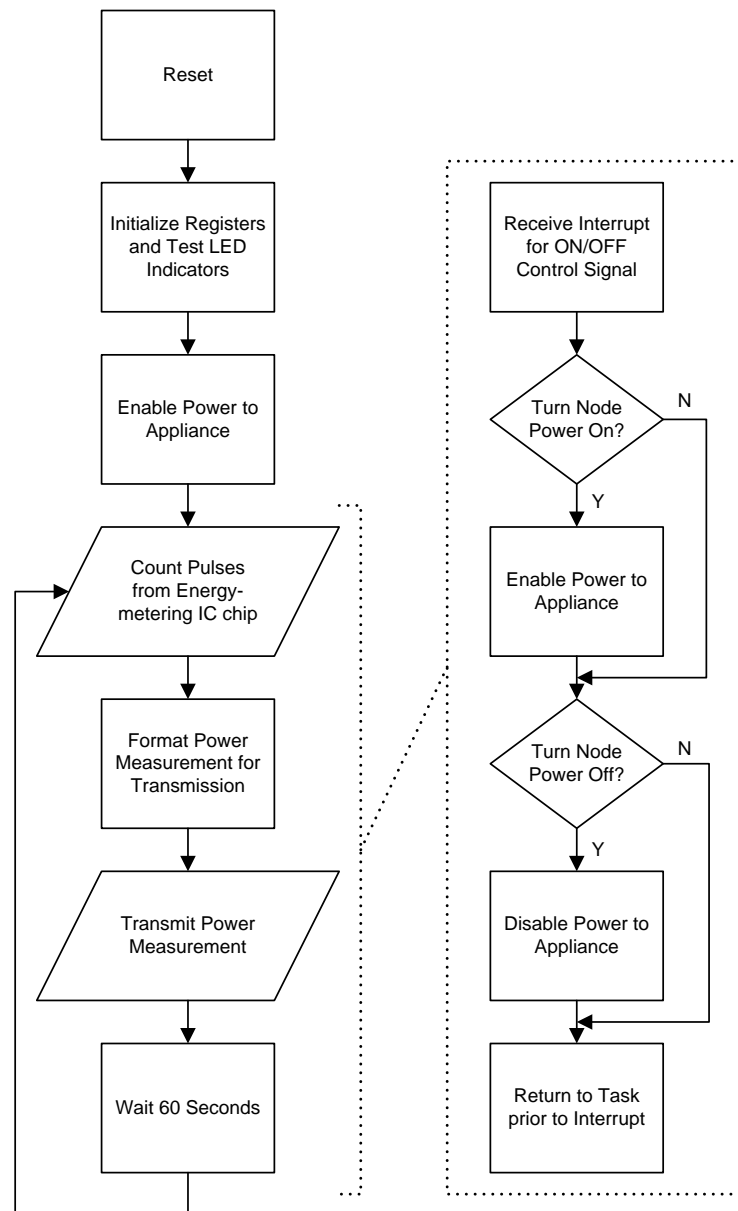 Reset
Initialize Registers
and Test LED
Indicators
Enable Power to
Appliance
Count Pulses
from Energy-
metering IC chip
Format Power
Measurement for
Transmission
Transmit Power
Measurement
Wait 60 Seconds
Receive Interrupt
for ON/OFF
Control Signal
Turn Node
Power On?
N
Y
Enable Power to
Appliance
Turn Node
Power Off?
N
Y
Disable Power to
Appliance
Return to Task
prior to Interrupt